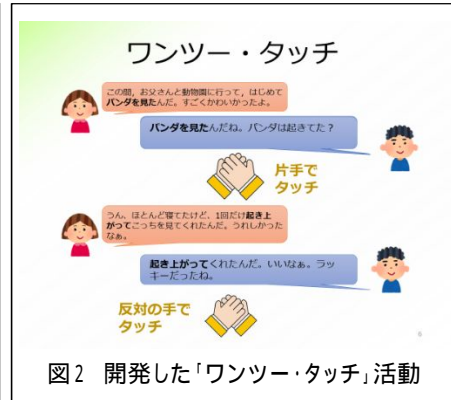 ワンツー・タッチ
この間，お父さんと動物園に行って，はじめて
パンダを見たんだ。すごくかわいかったよ。
パンダを見たんだね。パンダは起きてた？
片手で
タッチ
うん、ほとんど寝てたけど、1回だけ起き上
がってこっちを見てくれたんだ。うれしかった
なぁ。
起き上がってくれたんだ。いいなぁ。ラッ
キーだったね。
反対の手で
タッチ
6
図2 開発した「ワンツー・タッチ」活動